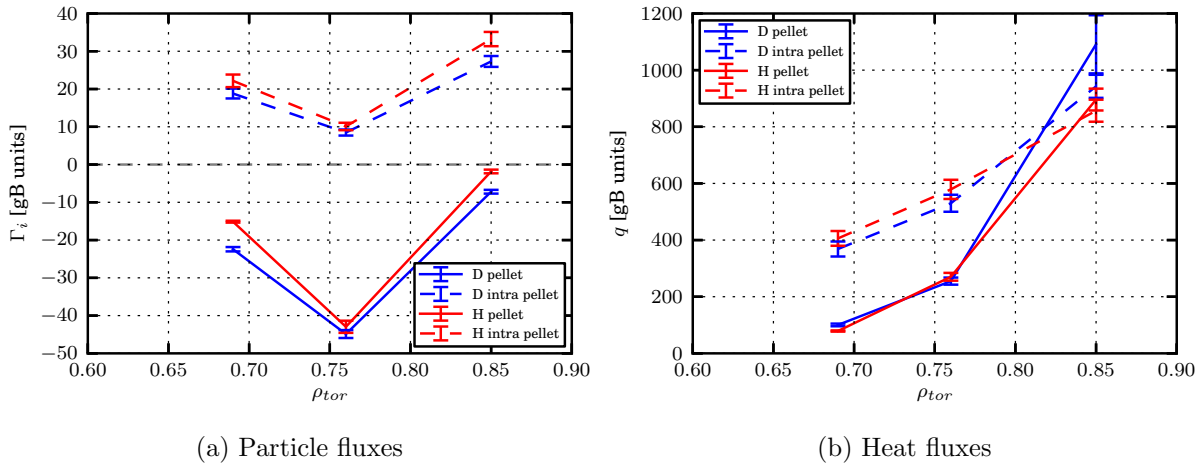 40
30
20
10
0
−10
−20
−30
−40
−50
Γi [gB units]
0.60 0.65 0.70 0.75 0.80 0.85 0.90
ρtor
D pellet
D intra pellet
H pellet
H intra pellet
(a) Particle fluxes
1200
1000
800
600
400
200
0
q [gB units]
0.60 0.65 0.70 0.75 0.80 0.85 0.90
ρtor
D pellet
D intra pellet
H pellet
H intra pellet
(b) Heat fluxes